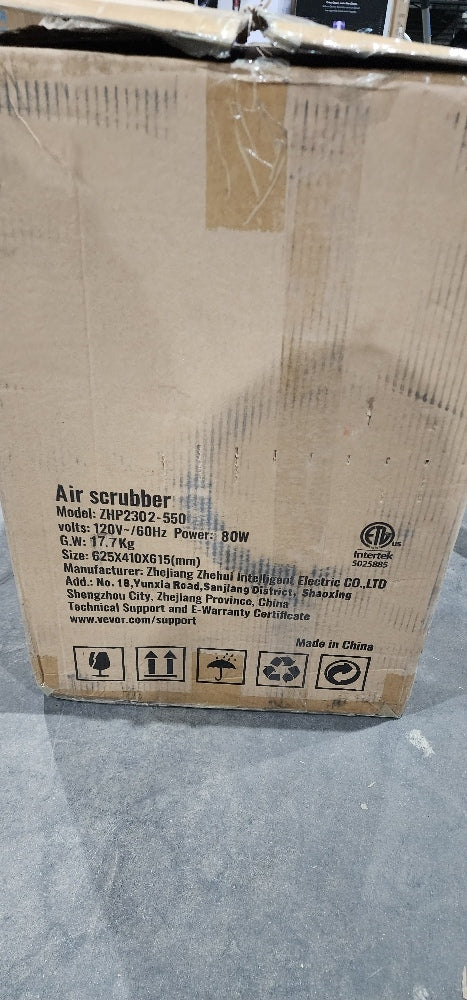 Air scrubber
Model: ZHP2302-550
volts: 120V~/60Hz Power: 80W
G.W: 17.7Kg
Size: 625X410X615(mm)
Manufacturer: Zhejiang Zhehui Intelligent Electric CO.,LTD
Add.: No. 18,Yunxia Road,Sanjiang District, Shaoxing
Shengzhou City, Zhejiang Province, China
Technical Support and E-Warranty Certificate
www.vevor.com/support
ETL
us
Intertek
5025885
Made in China